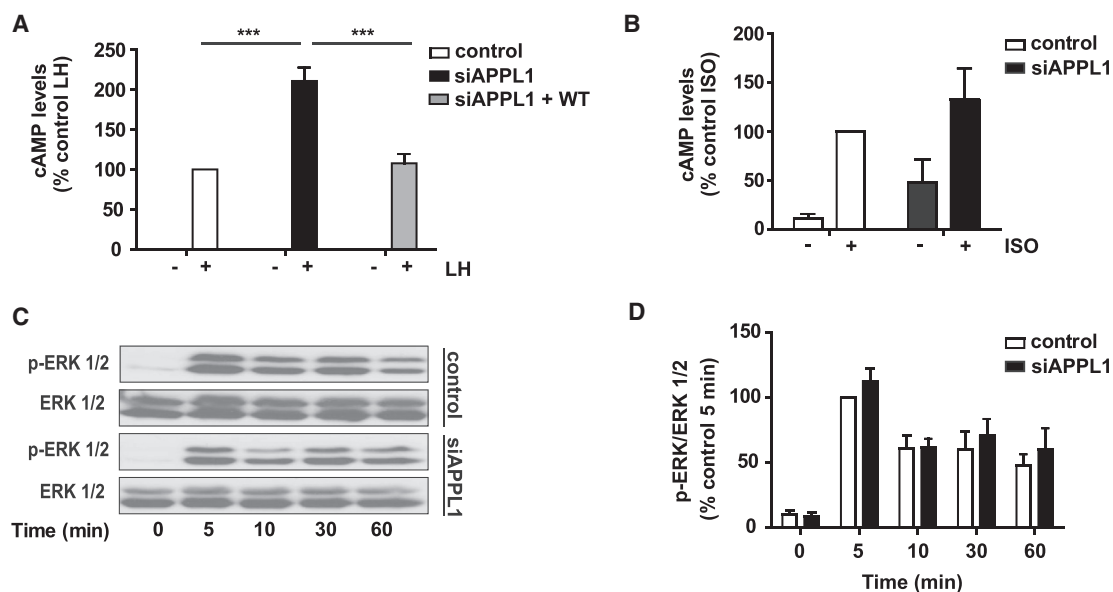 A
*** ***
control
siAPPL1
siAPPL1 + WT
cAMP levels
(% control LH)
250
200
150
100
50
0
- + - + - + LH
B
control
siAPPL1
cAMP levels
(% control ISO)
200
150
100
50
0
- + - + ISO
C
p-ERK 1/2
ERK 1/2
control
p-ERK 1/2
ERK 1/2
siAPPL1
Time (min) 0 5 10 30 60
D
control
siAPPL1
p-ERK/ERK 1/2
(% control 5 min)
150
100
50
0
0 5 10 30 60
Time (min)